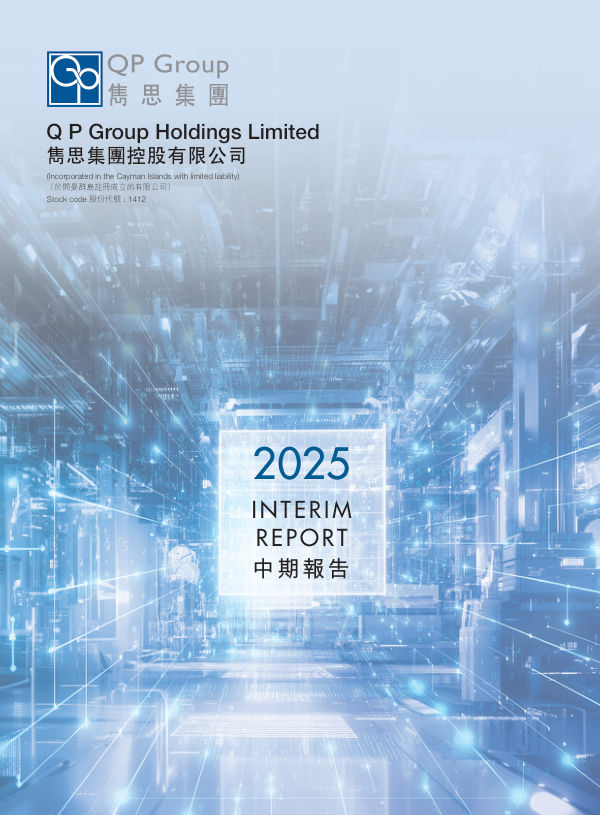 QP
QP Group
雋思集團
Q P Group Holdings Limited
雋思集團控股有限公司
(Incorporated in the Cayman Islands with limited liability)
（於開曼群島註冊成立的有限公司）
Stock code 股份代號 : 1412
2025
INTERIM
REPORT
中期報告